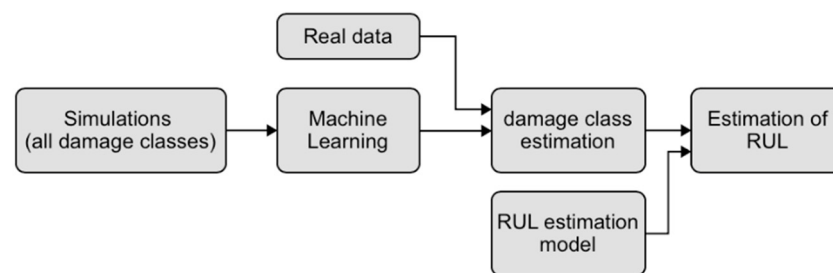 Real data
Simulations
(all damage classes)
Machine
Learning
damage class
estimation
Estimation of
RUL
RUL estimation
model